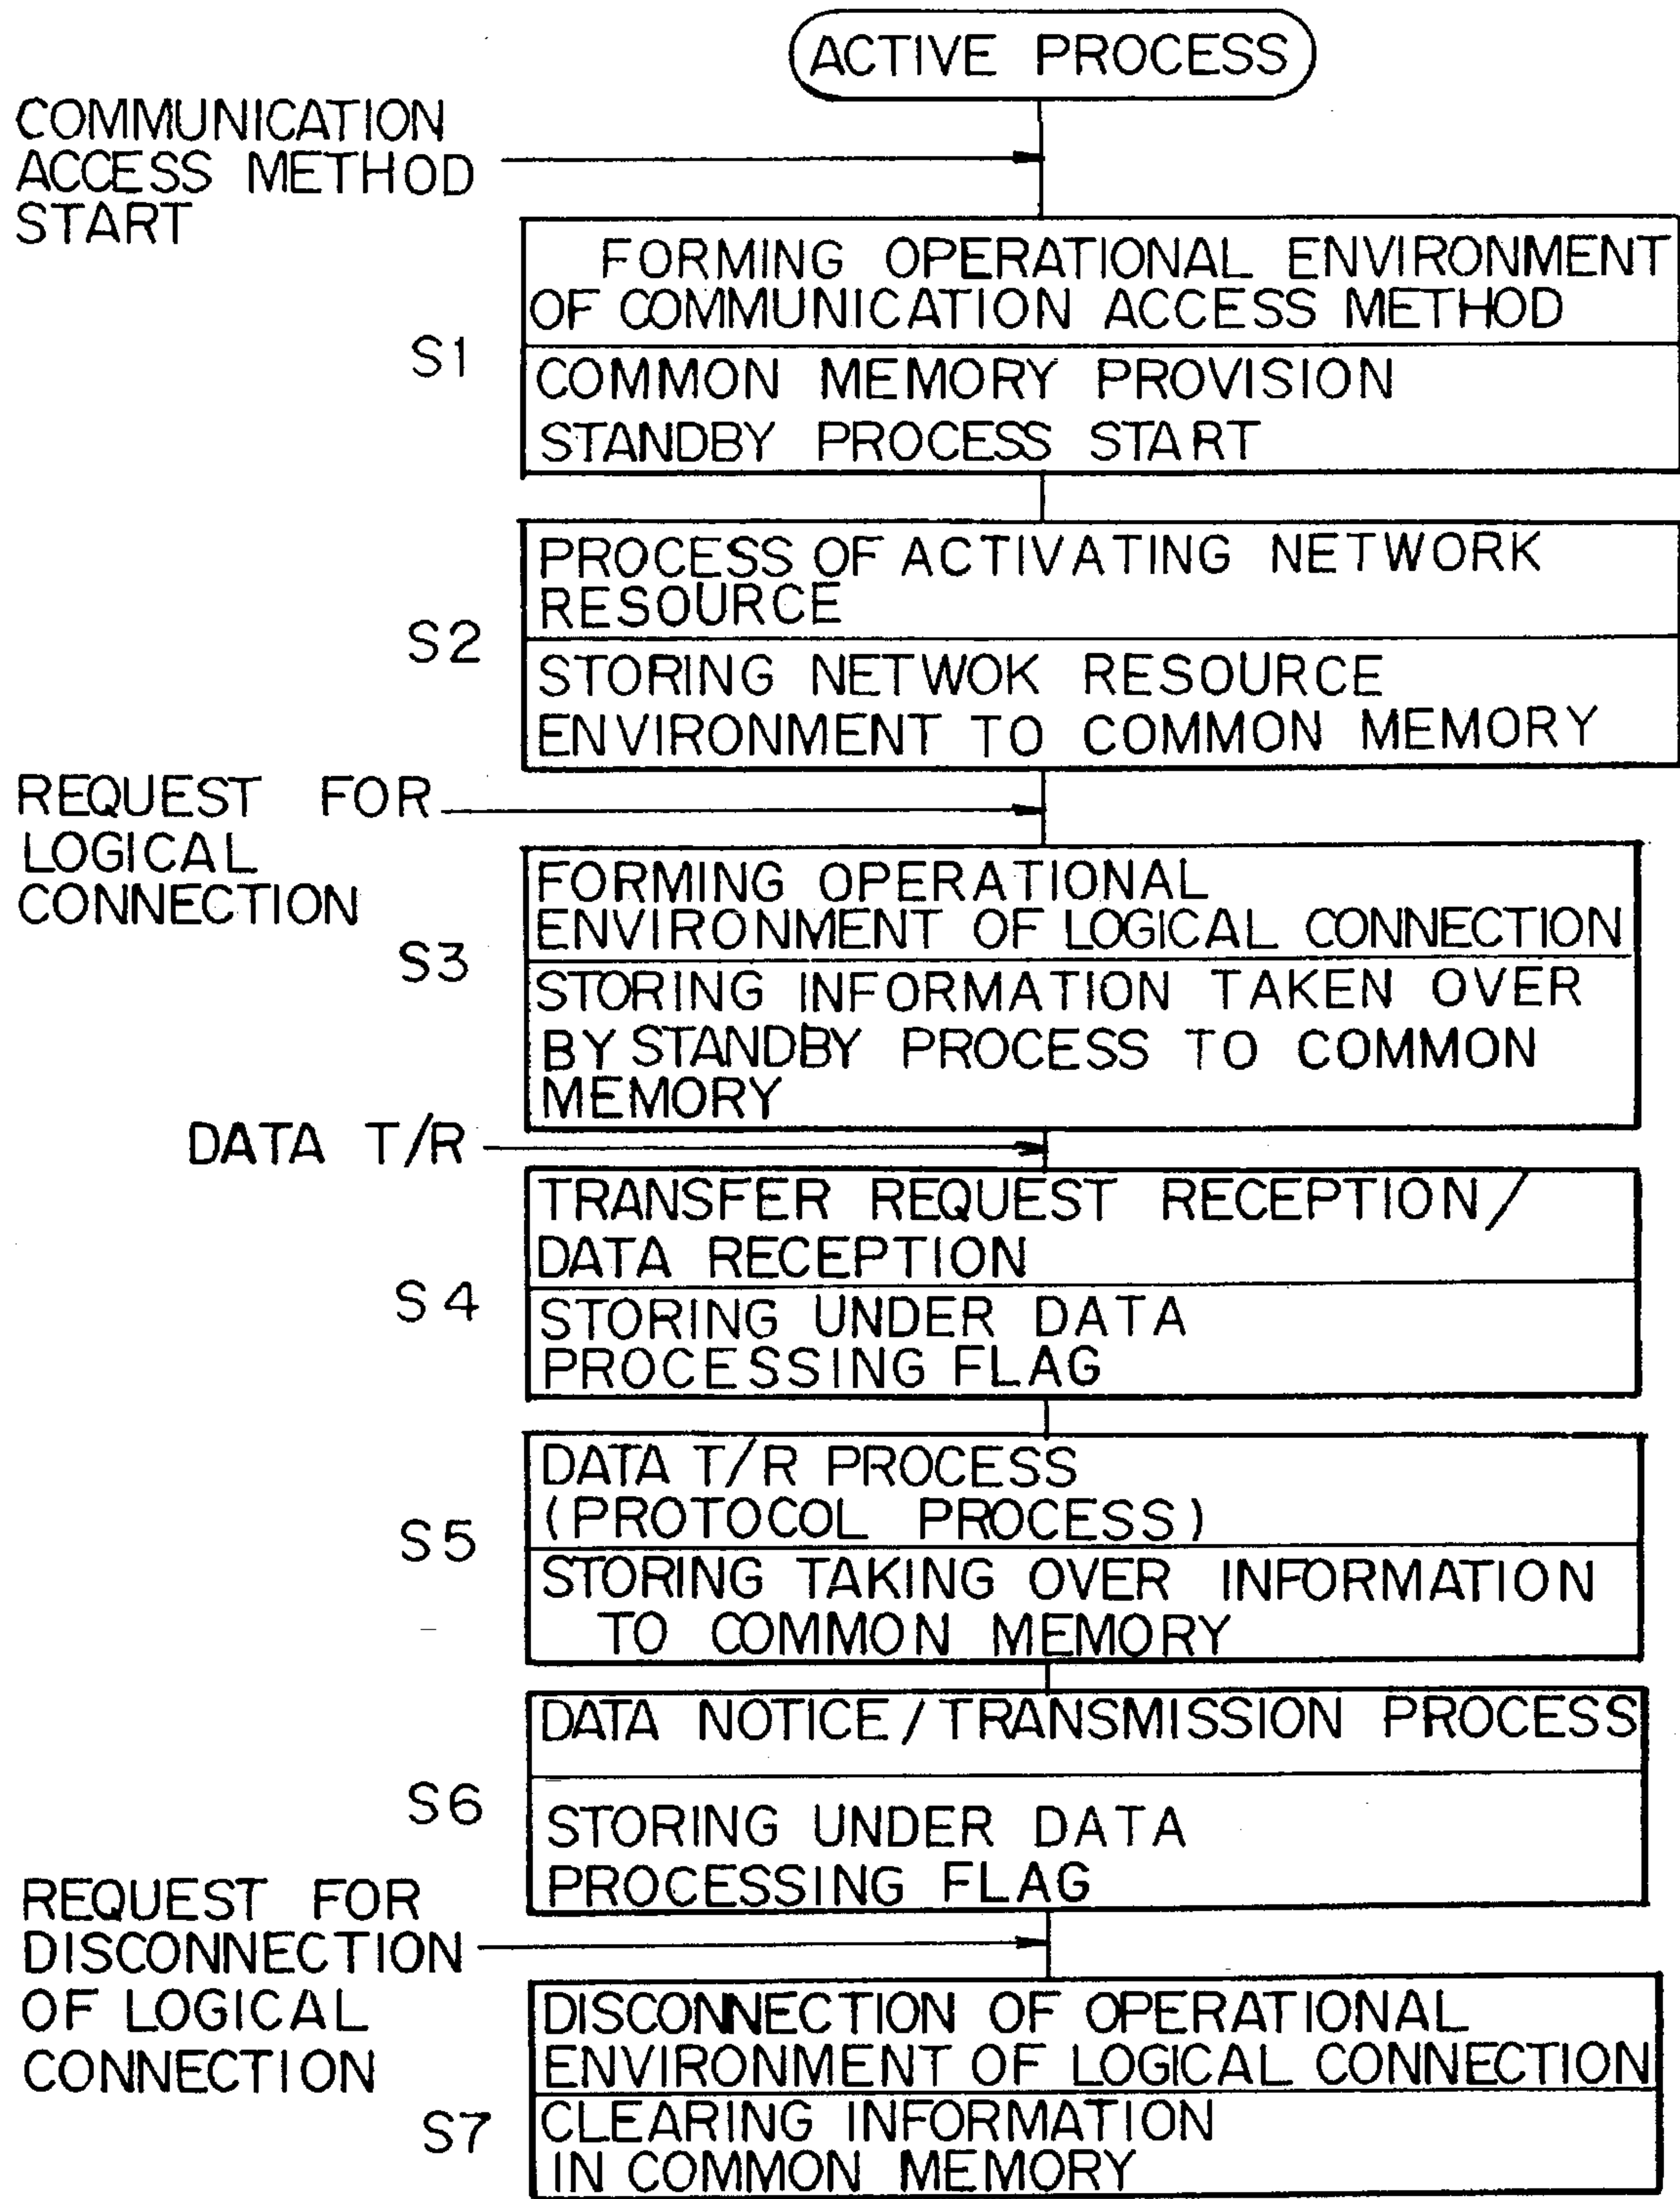 ACTIVE PROCESS
COMMUNICATION
ACCESS METHOD
START
FORMING OPERATIONAL ENVIRONMENT
OF COMMUNICATION ACCESS METHOD
S1
COMMON MEMORY PROVISION
STANDBY PROCESS START
PROCESS OF ACTIVATING NETWORK
RESOURCE
S2
STORING NETWOK RESOURCE
ENVIRONMENT TO COMMON MEMORY
REQUEST FOR
LOGICAL
CONNECTION
FORMING OPERATIONAL
ENVIRONMENT OF LOGICAL CONNECTION
S3
STORING INFORMATION TAKEN OVER
BY STANDBY PROCESS TO COMMON
MEMORY
DATA T/R
TRANSFER REQUEST RECEPTION/
DATA RECEPTION
S4
STORING UNDER DATA
PROCESSING FLAG
DATA T/R PROCESS
(PROTOCOL PROCESS)
S5
STORING TAKING OVER INFORMATION
TO COMMON MEMORY
DATA NOTICE/TRANSMISSION PROCESS
S6
STORING UNDER DATA
PROCESSING FLAG
REQUEST FOR
DISCONNECTION
OF LOGICAL
CONNECTION
DISCONNECTION OF OPERATIONAL
ENVIRONMENT OF LOGICAL CONNECTION
S7
CLEARING INFORMATION
IN COMMON MEMORY